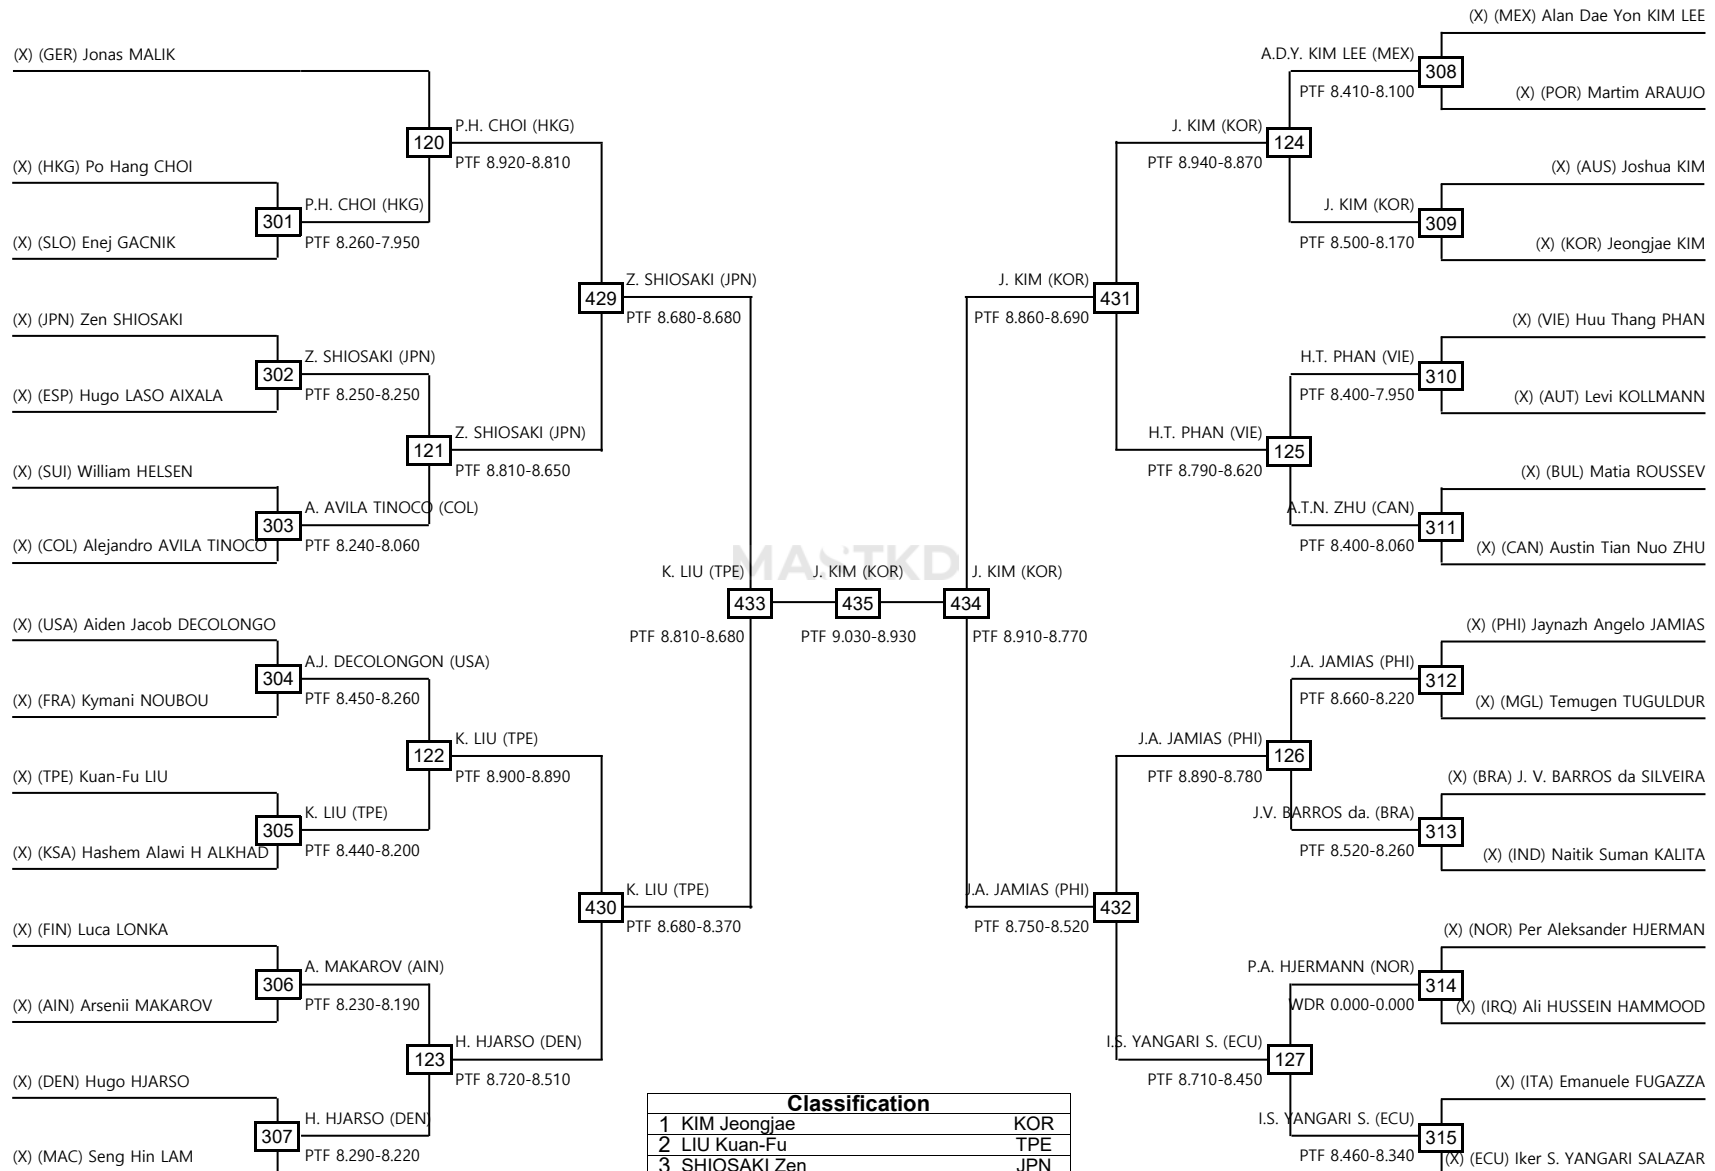 (X) (GER) Jonas MALIK
(X) (HKG) Po Hang CHOI
(X) (SLO) Enej GACNIK
(X) (JPN) Zen SHIOSAKI
(X) (ESP) Hugo LASO AIXALA
(X) (SUI) William HELSEN
(X) (COL) Alejandro AVILA TINOCO
(X) (USA) Aiden Jacob DECOLONGO
(X) (FRA) Kymani NOUBOU
(X) (TPE) Kuan-Fu LIU
(X) (KSA) Hashem Alawi H ALKHAD
(X) (FIN) Luca LONKA
(X) (AIN) Arsenii MAKAROV
(X) (DEN) Hugo HJARSO
(X) (MAC) Seng Hin LAM
301
P.H. CHOI (HKG)
PTF 8.260-7.950
302
Z. SHIOSAKI (JPN)
PTF 8.250-8.250
303
A. AVILA TINOCO (COL)
PTF 8.240-8.060
304
A.J. DECOLONGON (USA)
PTF 8.450-8.260
305
K. LIU (TPE)
PTF 8.440-8.200
306
A. MAKAROV (AIN)
PTF 8.230-8.190
307
H. HJARSO (DEN)
PTF 8.290-8.220
120
P.H. CHOI (HKG)
PTF 8.920-8.810
121
Z. SHIOSAKI (JPN)
PTF 8.810-8.650
122
K. LIU (TPE)
PTF 8.900-8.890
123
H. HJARSO (DEN)
PTF 8.720-8.510
429
Z. SHIOSAKI (JPN)
PTF 8.680-8.680
430
K. LIU (TPE)
PTF 8.680-8.370
MASTKD
K. LIU (TPE)
433
PTF 8.810-8.680
J. KIM (KOR)
435
PTF 9.030-8.930
J. KIM (KOR)
434
PTF 8.910-8.770
J. KIM (KOR)
431
PTF 8.860-8.690
J.A. JAMIAS (PHI)
432
PTF 8.750-8.520
J. KIM (KOR)
124
PTF 8.940-8.870
H.T. PHAN (VIE)
125
PTF 8.790-8.620
J.A. JAMIAS (PHI)
126
PTF 8.890-8.780
I.S. YANGARI S. (ECU)
127
PTF 8.710-8.450
A.D.Y. KIM LEE (MEX)
308
PTF 8.410-8.100
J. KIM (KOR)
309
PTF 8.500-8.170
H.T. PHAN (VIE)
310
PTF 8.400-7.950
A.T.N. ZHU (CAN)
311
PTF 8.400-8.060
J.A. JAMIAS (PHI)
312
PTF 8.660-8.220
J.V. BARROS da. (BRA)
313
PTF 8.520-8.260
P.A. HJERMANN (NOR)
314
WDR 0.000-0.000
I.S. YANGARI S. (ECU)
315
PTF 8.460-8.340
(X) (MEX) Alan Dae Yon KIM LEE
(X) (POR) Martim ARAUJO
(X) (AUS) Joshua KIM
(X) (KOR) Jeongjae KIM
(X) (VIE) Huu Thang PHAN
(X) (AUT) Levi KOLLMANN
(X) (BUL) Matia ROUSSEV
(X) (CAN) Austin Tian Nuo ZHU
(X) (PHI) Jaynazh Angelo JAMIAS
(X) (MGL) Temugen TUGULDUR
(X) (BRA) J. V. BARROS da SILVEIRA
(X) (IND) Naitik Suman KALITA
(X) (NOR) Per Aleksander HJERMAN
(X) (IRQ) Ali HUSSEIN HAMMOOD
(X) (ITA) Emanuele FUGAZZA
(X) (ECU) Iker S. YANGARI SALAZAR
Classification
1 KIM Jeongjae KOR
2 LIU Kuan-Fu TPE
3 SHIOSAKI Zen JPN